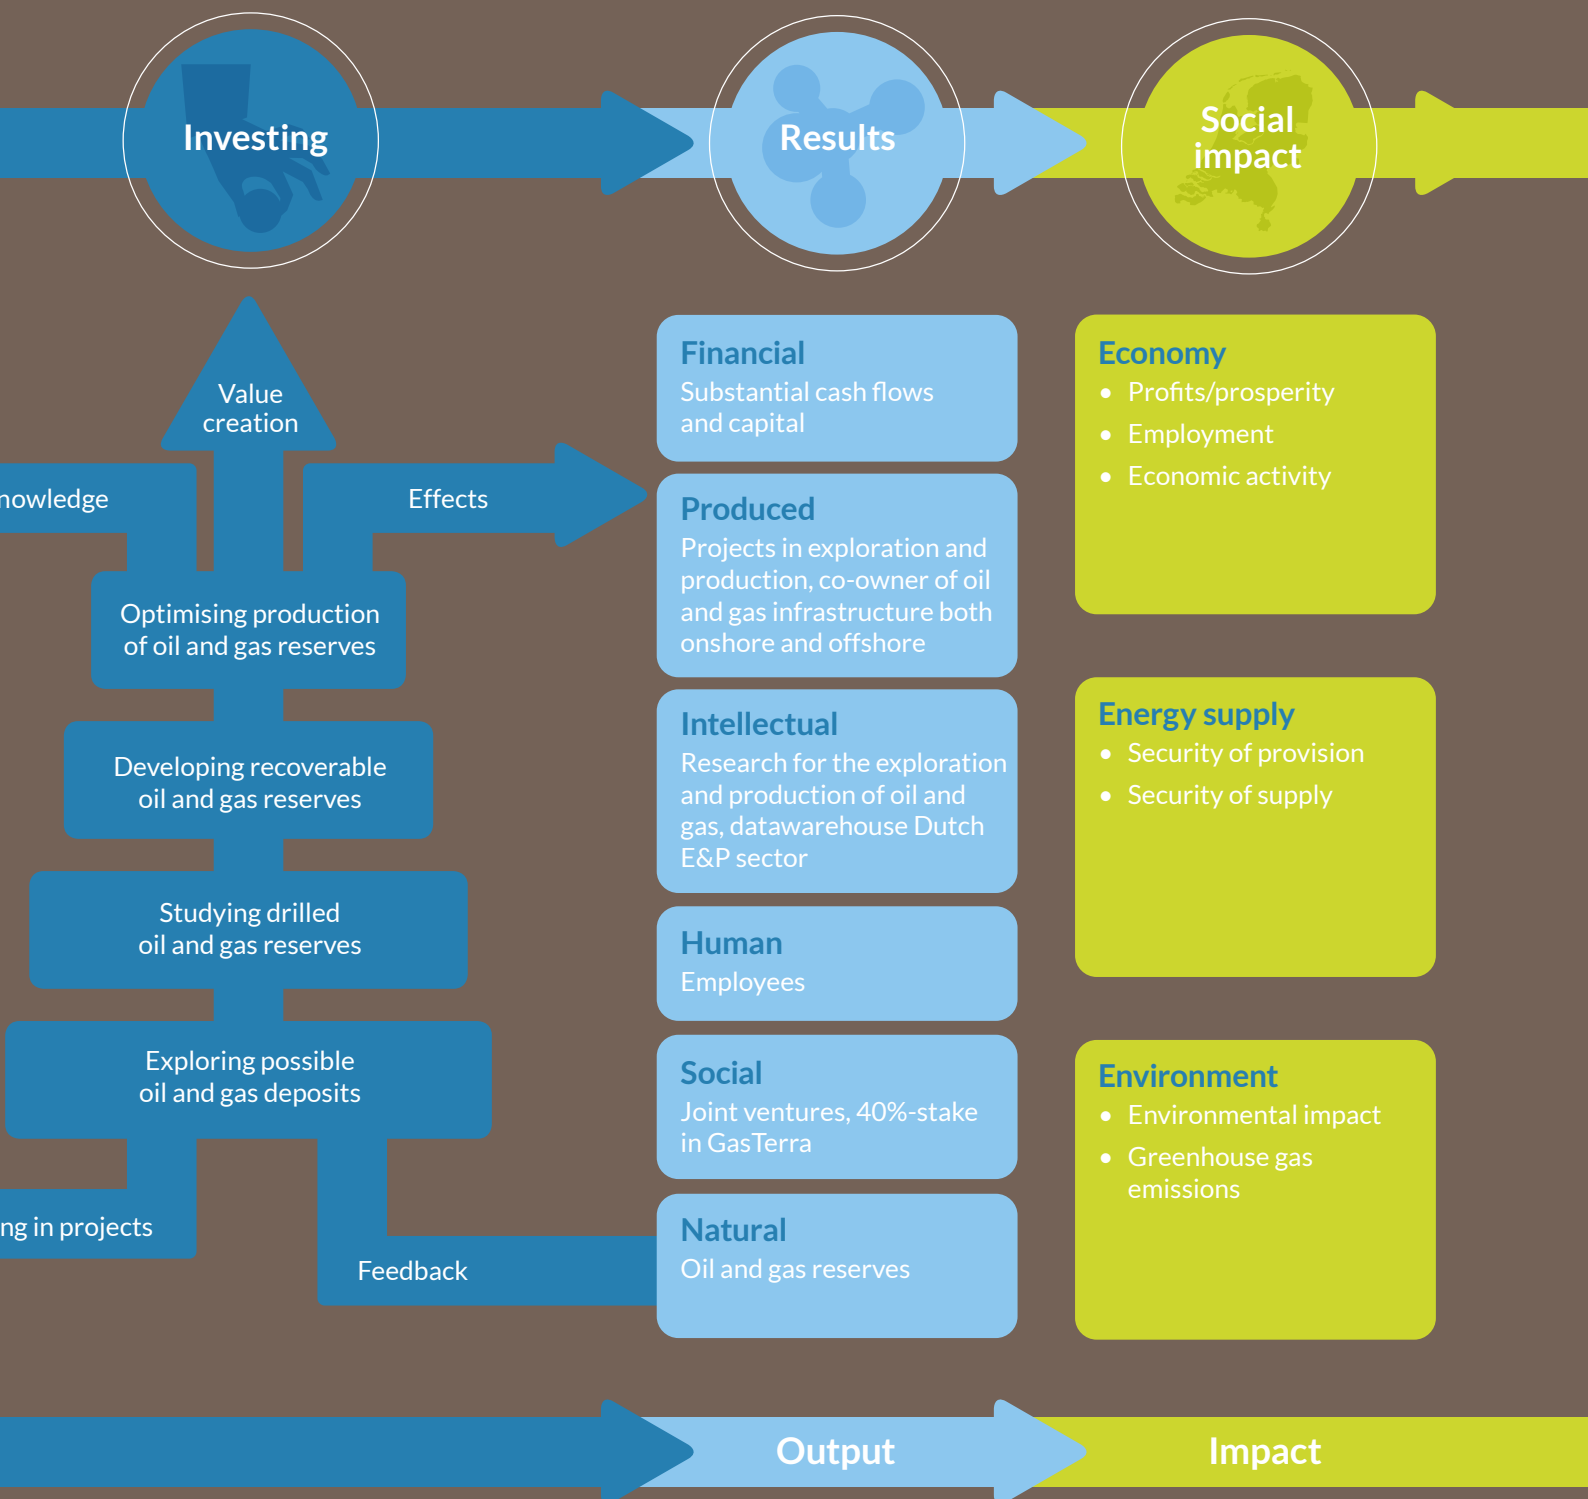 Investing
Results
Social
impact
Value
creation
nowledge
Effects
Optimising production
of oil and gas reserves
Developing recoverable
oil and gas reserves
Studying drilled
oil and gas reserves
Exploring possible
oil and gas deposits
ng in projects
Feedback
Financial
Substantial cash flows
and capital
Produced
Projects in exploration and
production, co-owner of oil
and gas infrastructure both
onshore and offshore
Intellectual
Research for the exploration
and production of oil and
gas, datawarehouse Dutch
E&P sector
Human
Employees
Social
Joint ventures, 40%-stake
in GasTerra
Natural
Oil and gas reserves
Economy
• Profits/prosperity
• Employment
• Economic activity
Energy supply
• Security of provision
• Security of supply
Environment
• Environmental impact
• Greenhouse gas
emissions
Output
Impact